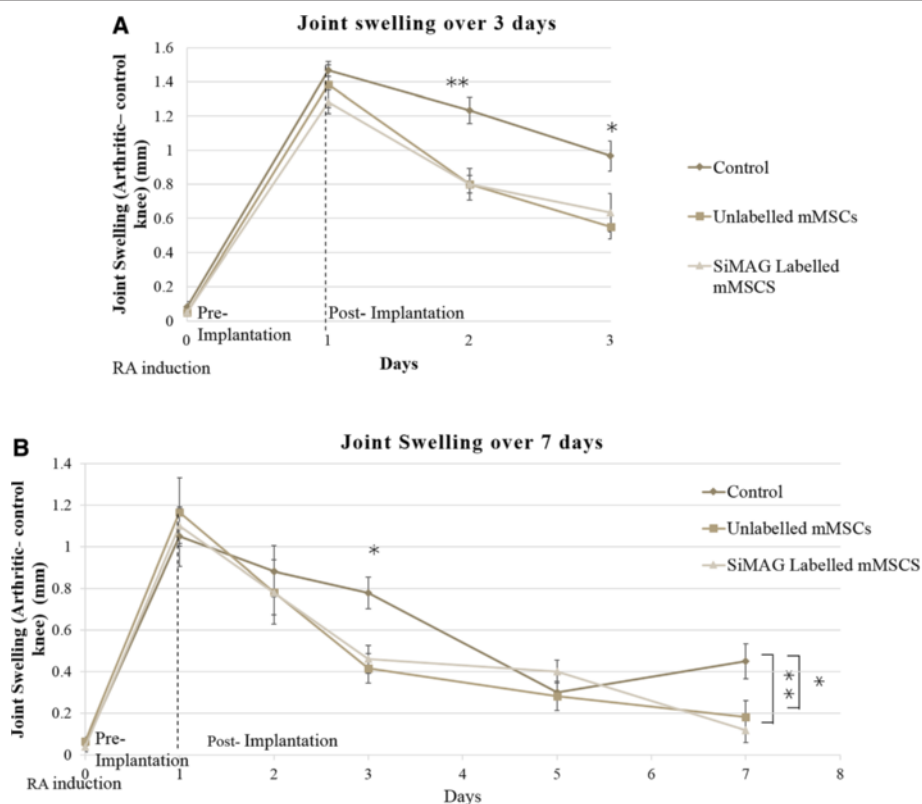 A
Joint swelling over 3 days
Joint Swelling (Arthritic– control
knee) (mm)
1.6
1.4
1.2
1
0.8
0.6
0.4
0.2
0
**
*
Control
Unlabelled mMSCs
SiMAG Labelled
mMSCS
Pre-
Implantation
Post- Implantation
0
1
2
3
RA induction
Days
B
Joint Swelling over 7 days
Joint Swelling (Arthritic- control
knee) (mm)
1.4
1.2
1
0.8
0.6
0.4
0.2
0
*
Control
Unlabelled mMSCs
SiMAG Labelled mMSCS
**
*
Pre-
Implantation
Post- Implantation
0
1
2
3
4
5
6
7
8
RA induction
Days